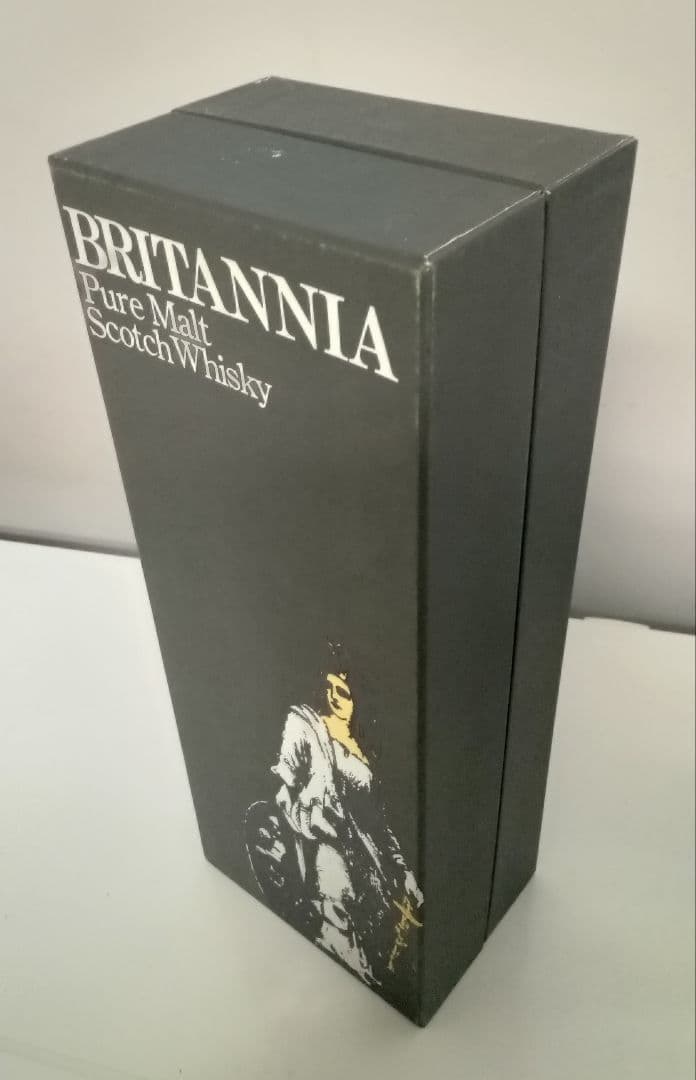 BRITANNIA
Pure Malt
Scotch Whisky